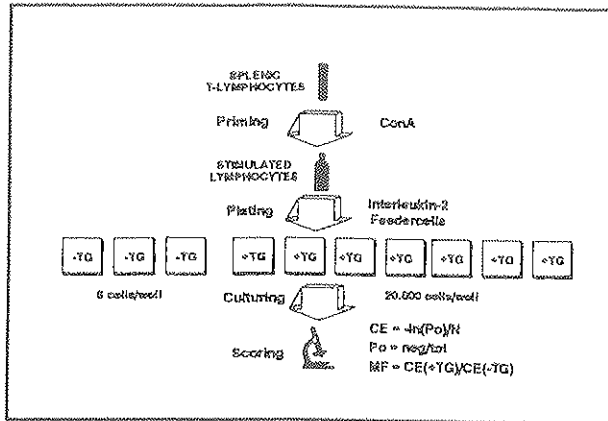 SPLENIC
T-LYMPHOCYTES
Priming ConA
STIMULATED
LYMPHOCYTES
Plating Interleukin-2
Feedercells
-TG -TG -TG +TG +TG +TG +TG +TG +TG +TG
6 cells/well Culturing 20.000 cells/well
CE = -ln(Po)/N
Scoring Po = neg/tot
MF = CE(+TG)/CE(-TG)